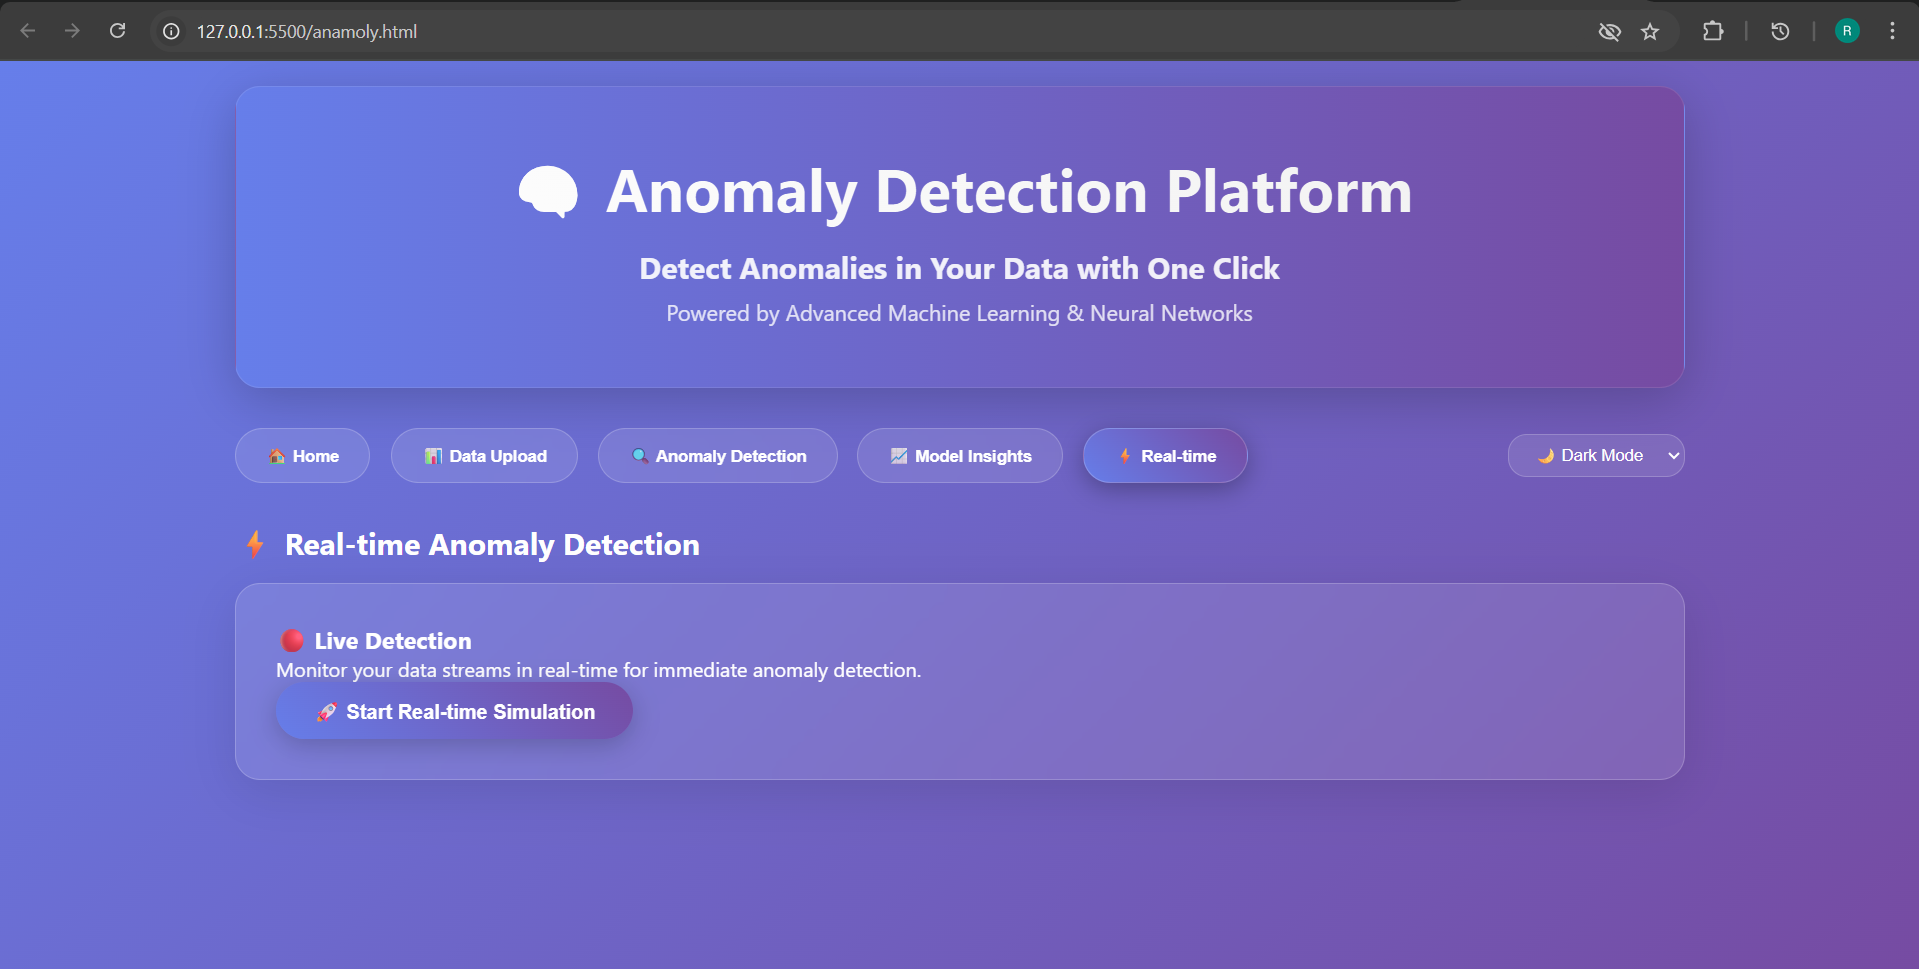 127.0.0.1:5500/anamoly.html
R
Anomaly Detection Platform
Detect Anomalies in Your Data with One Click
Powered by Advanced Machine Learning & Neural Networks
Home
Data Upload
Anomaly Detection
Model Insights
Real-time
Dark Mode
Real-time Anomaly Detection
Live Detection
Monitor your data streams in real-time for immediate anomaly detection.
Start Real-time Simulation